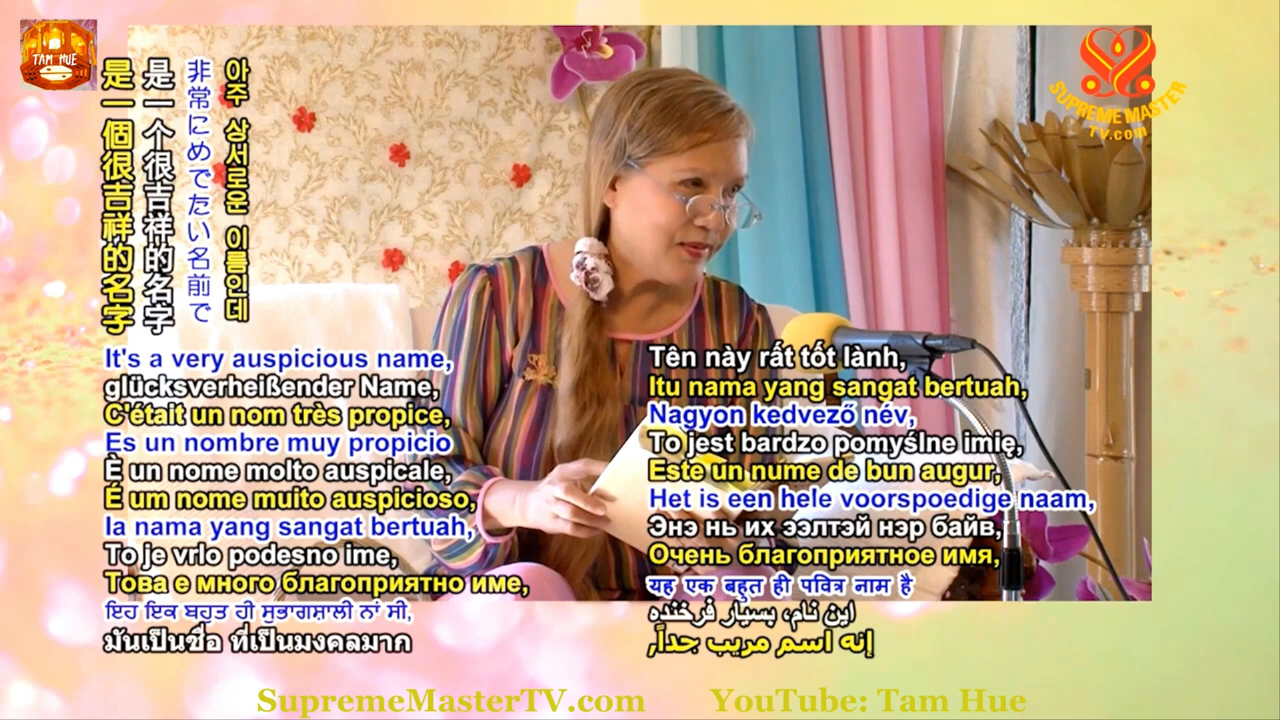 TAM HUE
SUPREME MASTER
TV.com
是一個很吉祥的名字
是一个很吉祥的名字
非常にめでたい名前で
아주 상서로운 이름인데
It's a very auspicious name,
glücksverheißender Name,
C'était un nom très propice,
Es un nombre muy propicio
È un nome molto auspicale,
É um nome muito auspicioso,
Ia nama yang sangat bertuah,
To je vrlo podesno ime,
Това е много благоприятно име,
ਇਹ ਇਕ ਬਹੁਤ ਹੀ ਸੁਭਾਗਸ਼ਾਲੀ ਨਾਂ ਸੀ,
มันเป็นชื่อ ที่เป็นมงคลมาก
Tên này rất tốt lành,
Itu nama yang sangat bertuah,
Nagyon kedvező név,
To jest bardzo pomyślne imię,
Este un nume de bun augur,
Het is een hele voorspoedige naam,
Энэ нь их ээлтэй нэр байв,
Очень благоприятное имя,
यह एक बहुत ही पवित्र नाम है
این نام، بسیار فرخنده
إنه اسم مريب جداً,
SupremeMasterTV.com
YouTube: Tam Hue